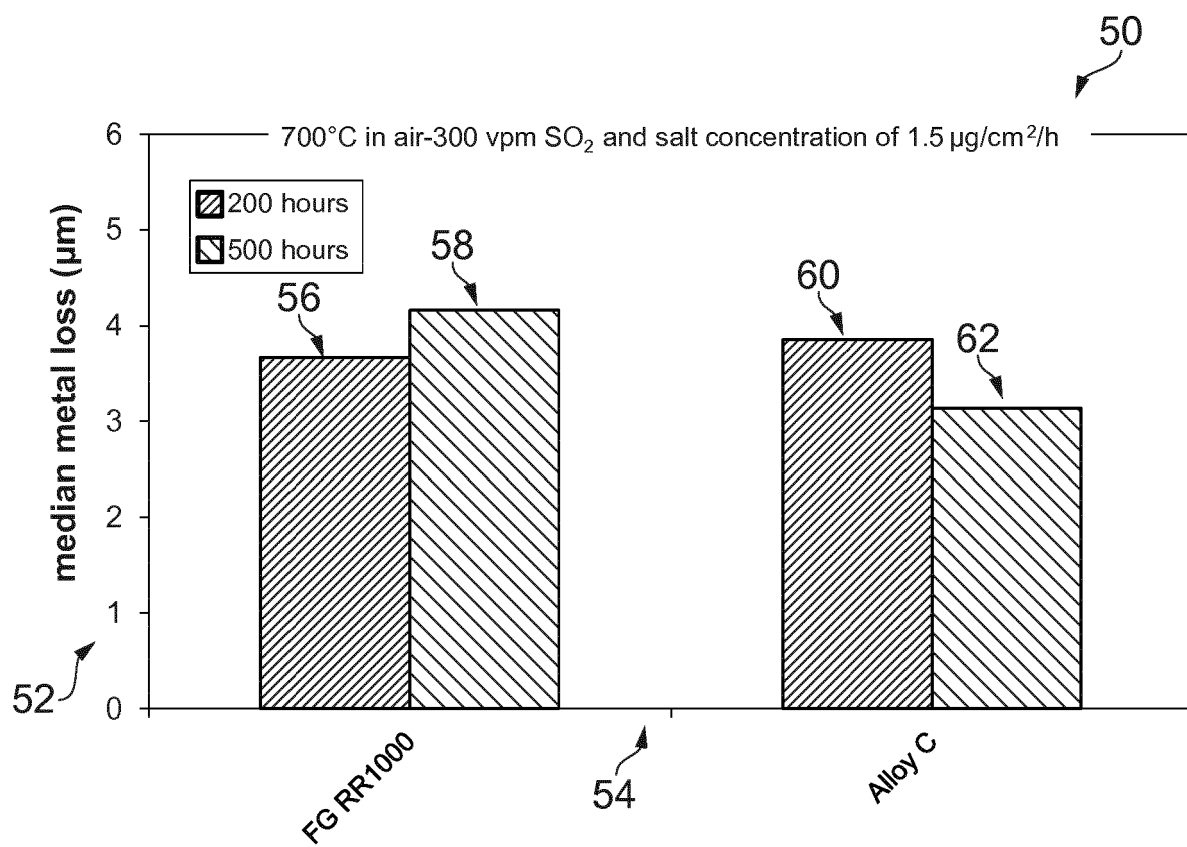 50
700°C in air-300 vpm SO₂ and salt concentration of 1.5 µg/cm²/h
200 hours
500 hours
median metal loss (µm)
6
5
4
3
2
1
0
56
58
60
62
52
54
FG RR1000
Alloy C